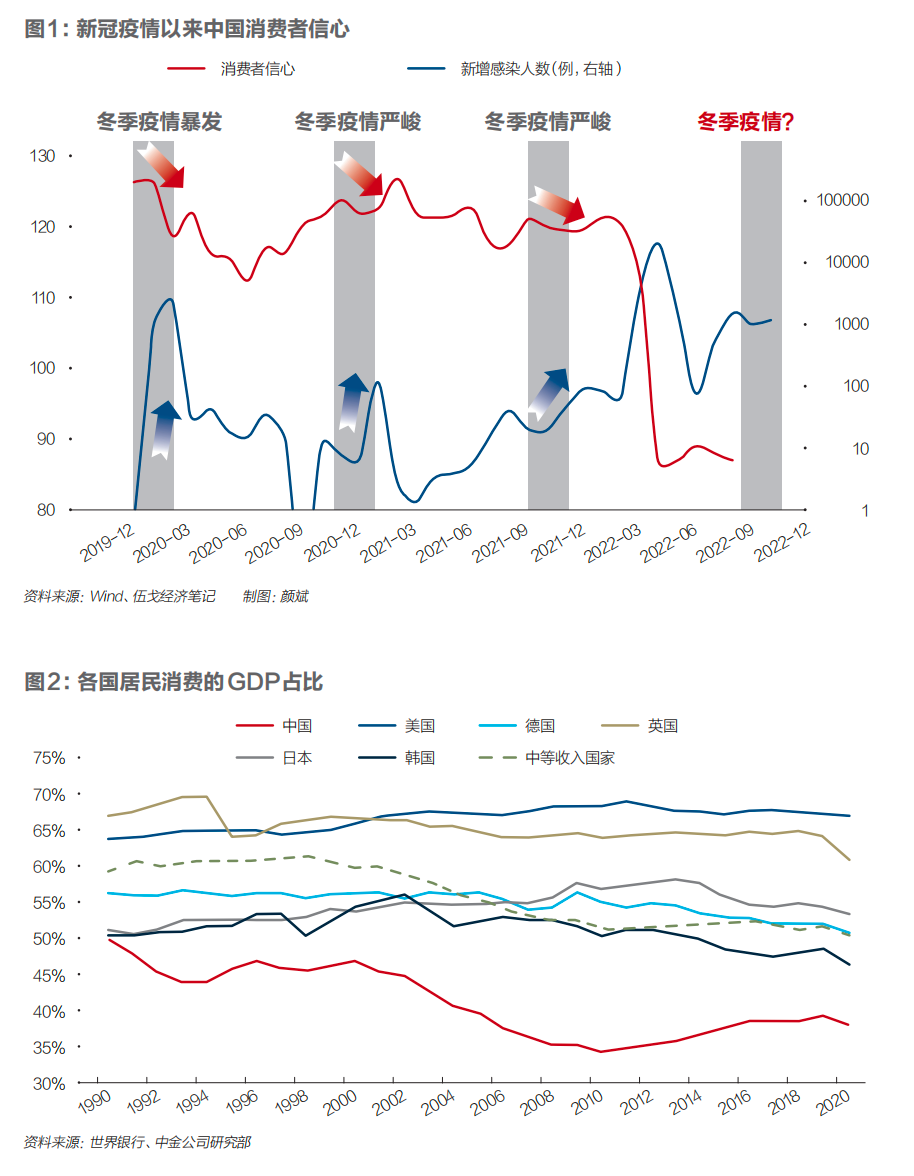 图1：新冠疫情以来中国消费者信心
消费者信心 新增感染人数（例，右轴）
冬季疫情暴发 冬季疫情严峻 冬季疫情严峻 冬季疫情？
130
120
110
100
90
80
100000
10000
1000
100
10
1
2019-12 2020-03 2020-06 2020-09 2020-12 2021-03 2021-06 2021-09 2021-12 2022-03 2022-06 2022-09 2022-12
资料来源：Wind、伍戈经济笔记 制图：颜斌
图2：各国居民消费的GDP占比
中国 美国 德国 英国
日本 韩国 中等收入国家
75%
70%
65%
60%
55%
50%
45%
40%
35%
30%
1990 1992 1994 1996 1998 2000 2002 2004 2006 2008 2010 2012 2014 2016 2018 2020
资料来源：世界银行、中金公司研究部